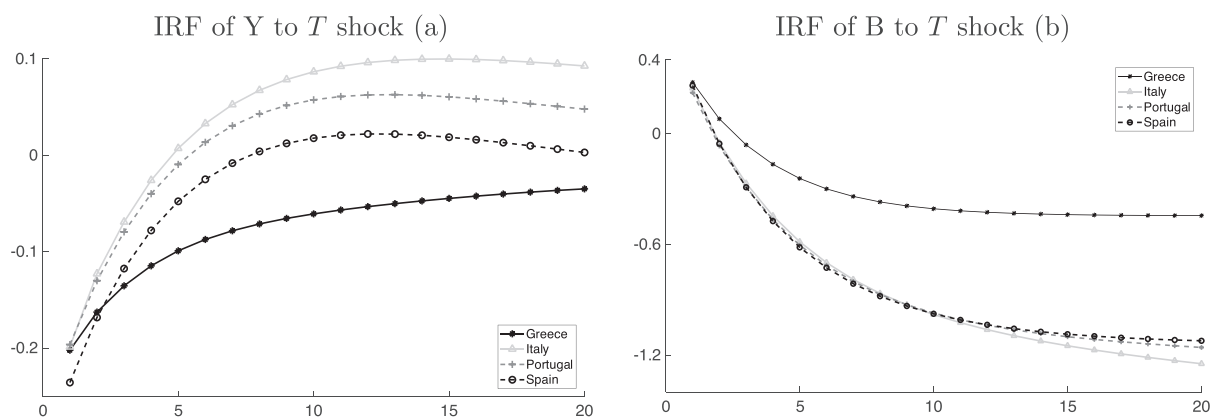 IRF of Y to T shock (a)
0.1
0
-0.1
-0.2
0
5
10
15
20
Greece
Italy
Portugal
Spain
IRF of B to T shock (b)
0.4
0
-0.6
-1.2
0
5
10
15
20
Greece
Italy
Portugal
Spain